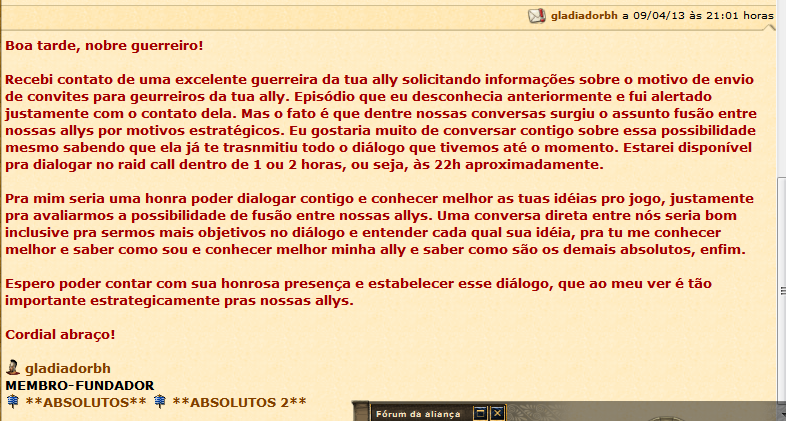 gladiadorbh a 09/04/13 às 21:01 horas
Boa tarde, nobre guerreiro!
Recebi contato de uma excelente guerreira da tua ally solicitando informações sobre o motivo de envio
de convites para geurreiros da tua ally. Episódio que eu desconhecia anteriormente e fui alertado
justamente com o contato dela. Mas o fato é que dentre nossas conversas surgiu o assunto fusão entre
nossas allys por motivos estratégicos. Eu gostaria muito de conversar contigo sobre essa possibilidade
mesmo sabendo que ela já te trasnmitiu todo o diálogo que tivemos até o momento. Estarei disponível
pra dialogar no raid call dentro de 1 ou 2 horas, ou seja, às 22h aproximadamente.
Pra mim seria uma honra poder dialogar contigo e conhecer melhor as tuas idéias pro jogo, justamente
pra avaliarmos a possibilidade de fusão entre nossas allys. Uma conversa direta entre nós seria bom
inclusive pra sermos mais objetivos no diálogo e entender cada qual sua idéia, pra tu me conhecer
melhor e saber como sou e conhecer melhor minha ally e saber como são os demais absolutos, enfim.
Espero poder contar com sua honrosa presença e estabelecer esse diálogo, que ao meu ver é tão
importante estrategicamente pras nossas allys.
Cordial abraço!
gladiadorbh
MEMBRO-FUNDADOR
**ABSOLUTOS** **ABSOLUTOS 2**
Fórum da aliança